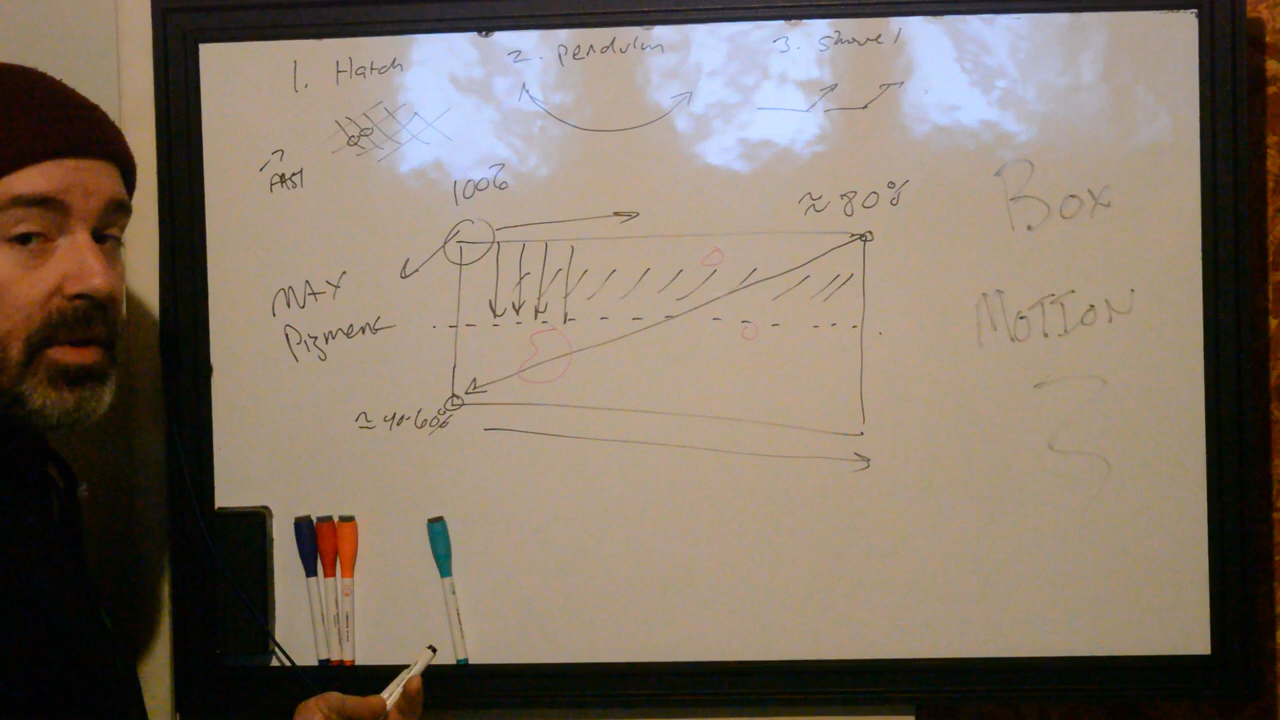 1. Hatch
2. pendulum
3. Shovel
FAST
100%
≈ 80%
BOX
MAX
Pigment
MOTION
≈ 40-60%